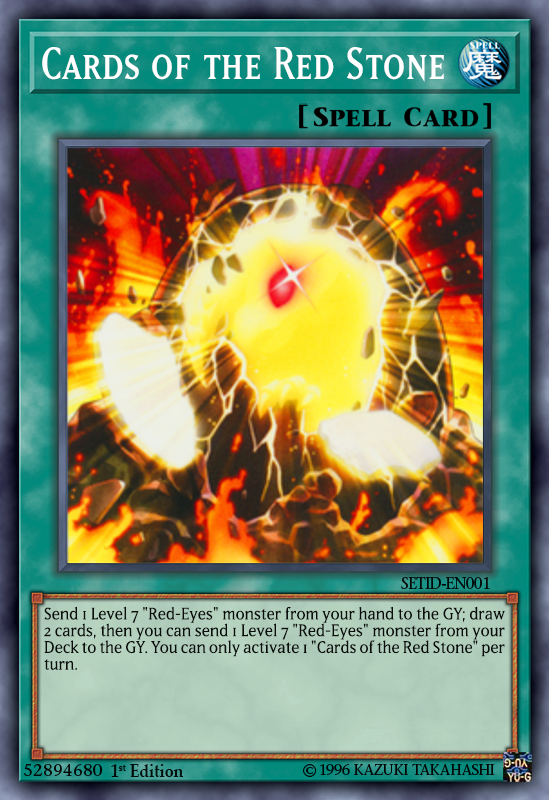 CARDS OF THE RED STONE
SPELL
魔
[SPELL CARD]
SETID-EN001
Send 1 Level 7 "Red-Eyes" monster from your hand to the GY; draw
2 cards, then you can send 1 Level 7 "Red-Eyes" monster from your
Deck to the GY. You can only activate 1 "Cards of the Red Stone" per
turn.
52894680 1st Edition
© 1996 KAZUKI TAKAHASHI
YU-G